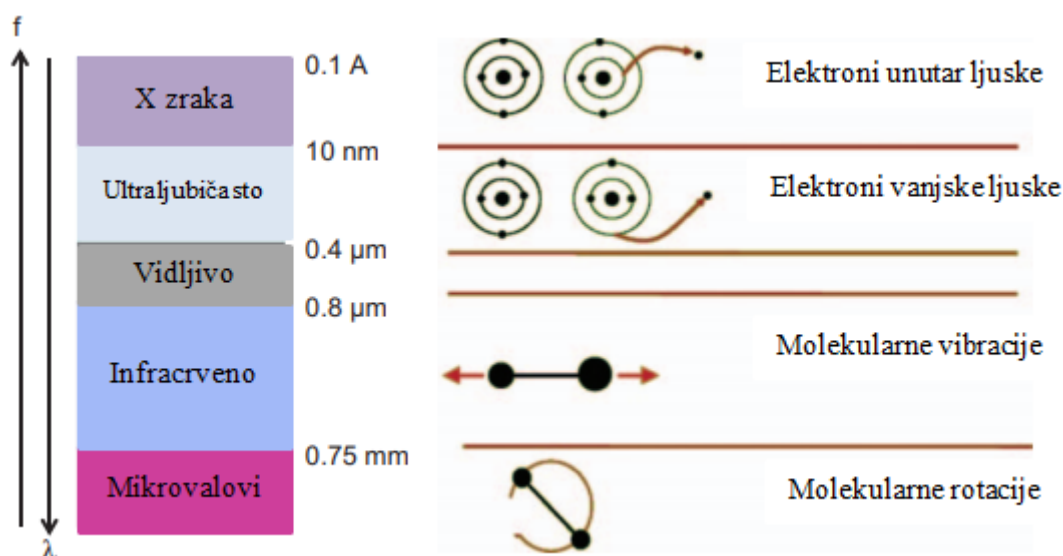 f
X zraka
0.1 A
Elektroni unutar ljuske
10 nm
Ultraljubičasto
Elektroni vanjske ljuske
0.4 µm
Vidljivo
0.8 µm
Infracrveno
Molekularne vibracije
0.75 mm
Mikrovalovi
Molekularne rotacije
λ